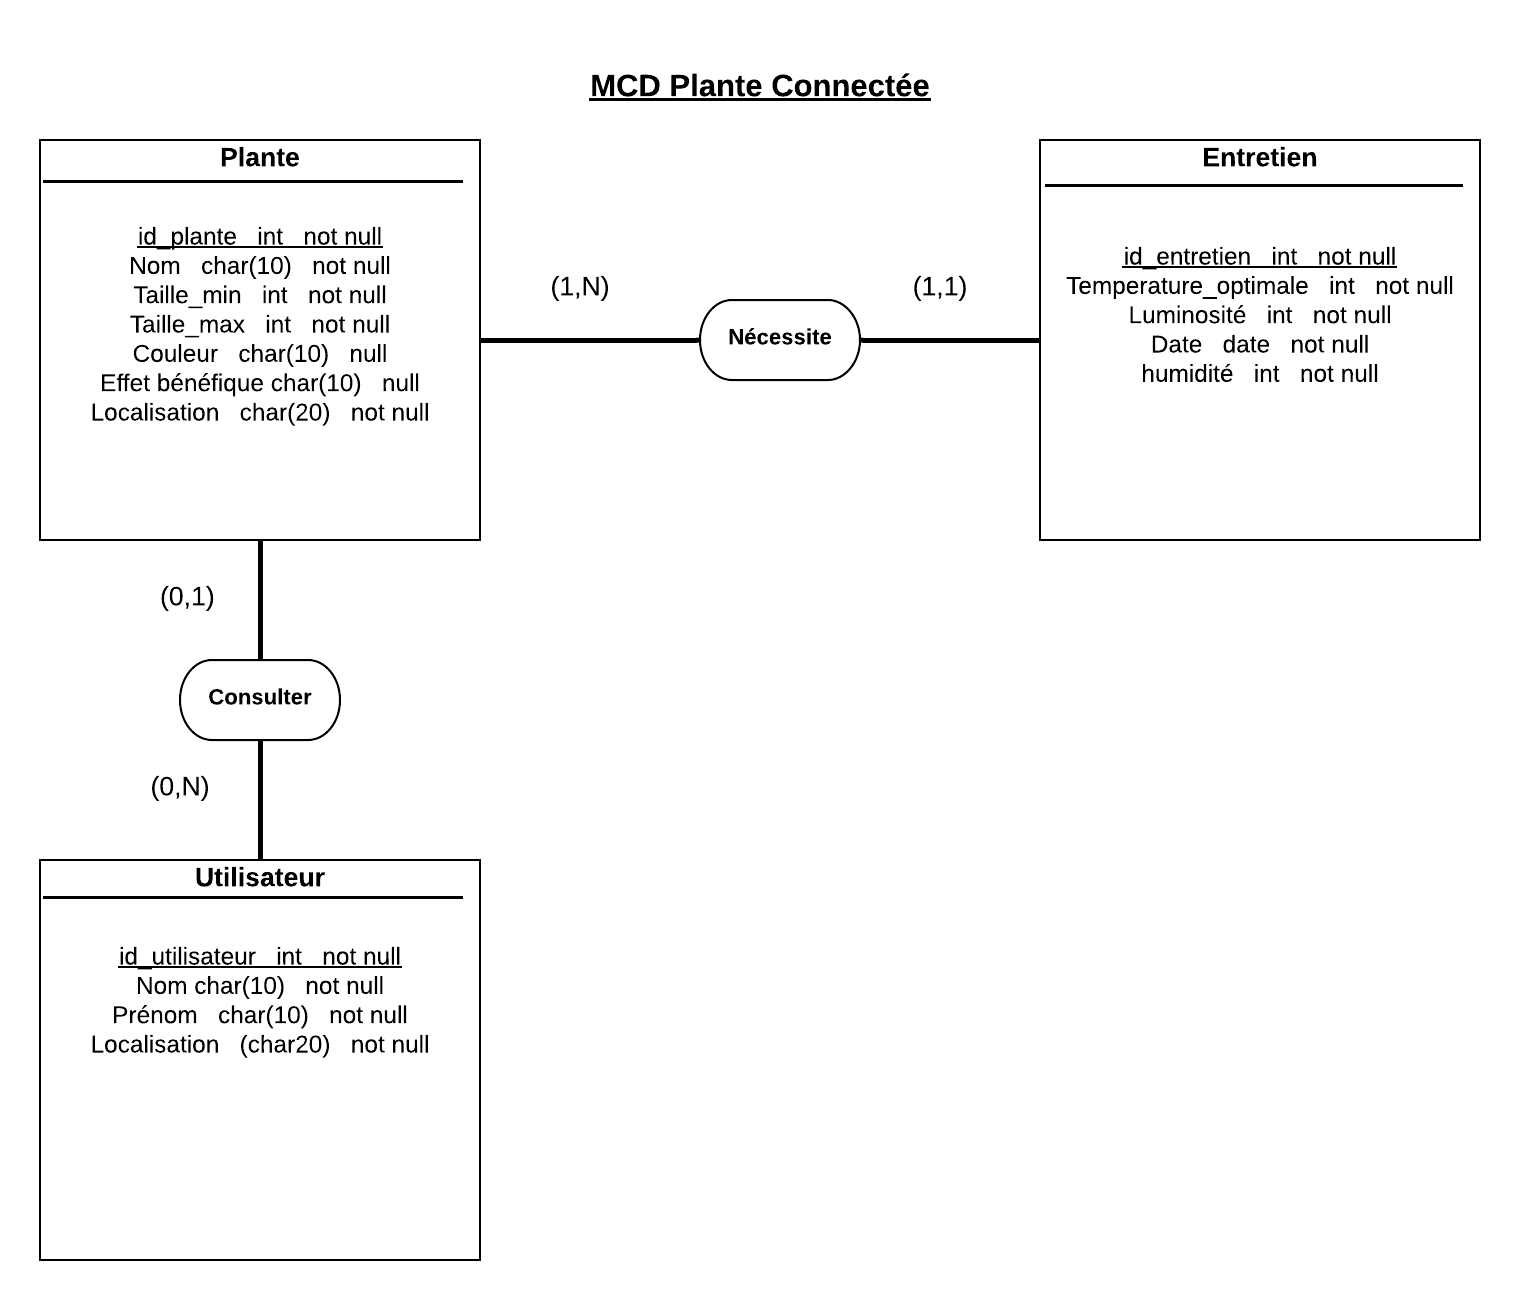 MCD Plante Connectée
Plante
id_plante   int   not null
Nom   char(10)   not null
Taille_min   int   not null
Taille_max   int   not null
Couleur   char(10)   null
Effet bénéfique char(10)   null
Localisation   char(20)   not null
(1,N)
Nécessite
(1,1)
Entretien
id_entretien   int   not null
Temperature_optimale   int   not null
Luminosité   int   not null
Date   date   not null
humidité   int   not null
(0,1)
Consulter
(0,N)
Utilisateur
id_utilisateur   int   not null
Nom char(10)   not null
Prénom   char(10)   not null
Localisation   (char20)   not null